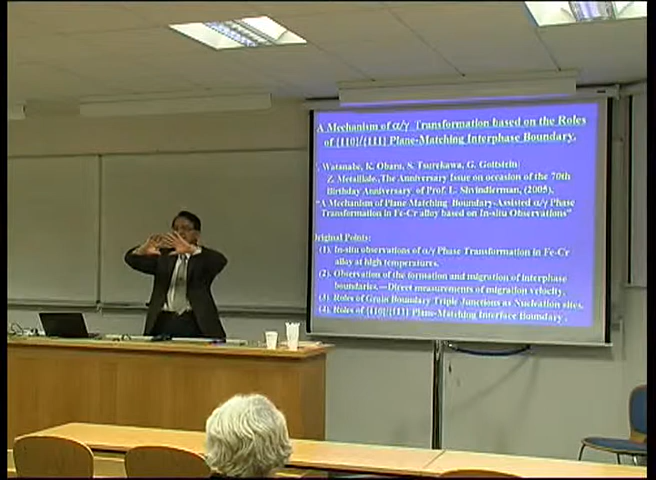 A Mechanism of α/γ Transformation based on the Roles
of {110}/{111} Plane-Matching Interphase Boundary.
Watanabe, K. Obara, S. Tsurekawa, G. Gottstein:
Z. Metallkde., The Anniversary Issue on occasion of the 70th
Birthday Anniversary of Prof. L. Shvindlerman, (2005),
"A Mechanism of Plane Matching Boundary-Assisted α/γ Phase
Transformation in Fe-Cr alloy based on In-situ Observations"
Original Points:
(1). In-situ observations of α/γ Phase Transformation in Fe-Cr
alloy at high temperatures.
(2). Observation of the formation and migration of interphase
boundaries.—Direct measurements of migration velocity.
(3). Roles of Grain Boundary Triple Junctions as Nucleation sites.
(4). Roles of {110}/{111} Plane-Matching Interface Boundary.